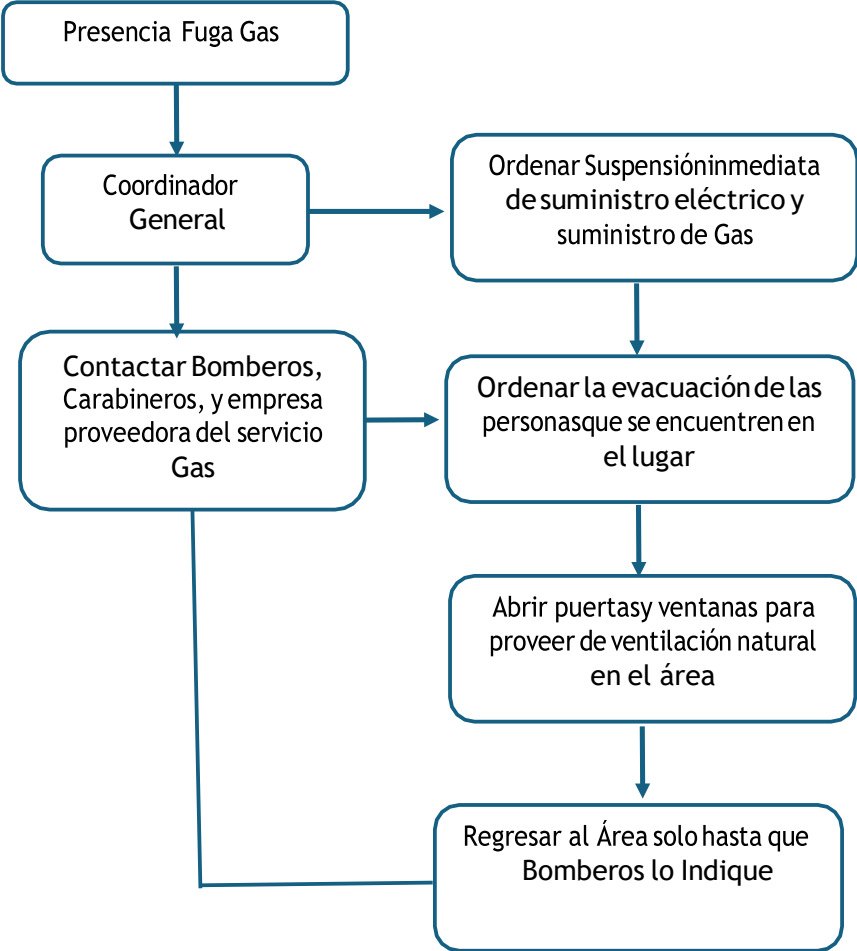 Presencia Fuga Gas
Coordinador
General
Ordenar Suspensióninmediata
de suministro eléctrico y
suministro de Gas
Contactar Bomberos,
Carabineros, y empresa
proveedora del servicio
Gas
Ordenar la evacuación de las
personasque se encuentren en
el lugar
Abrir puertasy ventanas para
proveer de ventilación natural
en el área
Regresar al Área solo hasta que
Bomberos lo Indique